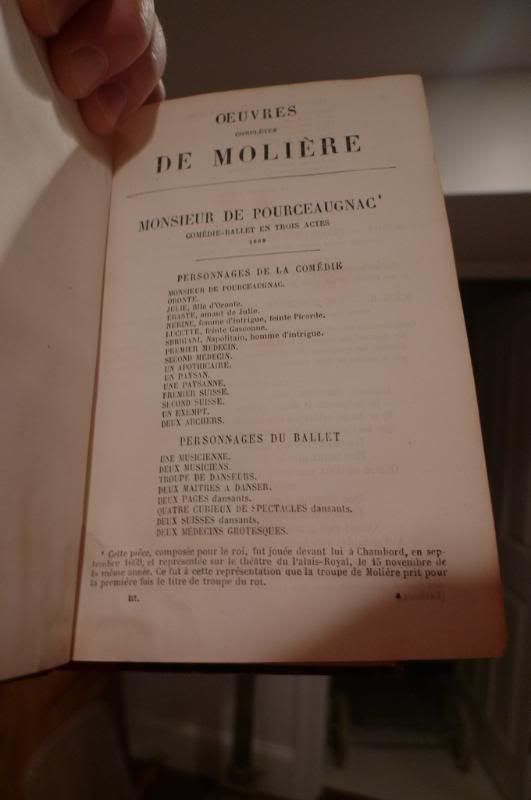 OEUVRES
COMPLÈTES
DE MOLIÈRE
MONSIEUR DE POURCEAUGNAC¹
COMÉDIE-BALLET EN TROIS ACTES
1669
PERSONNAGES DE LA COMÉDIE
MONSIEUR DE POURCEAUGNAC.
ORONTE.
JULIE, fille d'Oronte.
ÉRASTE, amant de Julie.
NÉRINE, femme d'intrigue, feinte Picarde.
LUCETTE, feinte Gasconne.
SBRIGANI, Napolitain, homme d'intrigue.
PREMIER MÉDECIN.
SECOND MÉDECIN.
UN APOTHICAIRE.
UN PAYSAN.
UNE PAYSANNE.
PREMIER SUISSE.
SECOND SUISSE.
UN EXEMPT.
DEUX ARCHERS.
PERSONNAGES DU BALLET
UNE MUSICIENNE.
DEUX MUSICIENS.
TROUPE DE DANSEURS.
DEUX MAITRES A DANSER.
DEUX PAGES dansants.
QUATRE CURIEUX DE SPECTACLES dansants.
DEUX SUISSES dansants.
DEUX MÉDECINS GROTESQUES.
¹ Cette pièce, composée pour le roi, fut jouée devant lui à Chambord, en sep-
tembre 1669, et représentée sur le théâtre du Palais-Royal, le 15 novembre de
la même année. Ce fut à cette représentation que la troupe de Molière prit pour
la première fois le titre de troupe du roi.
III.